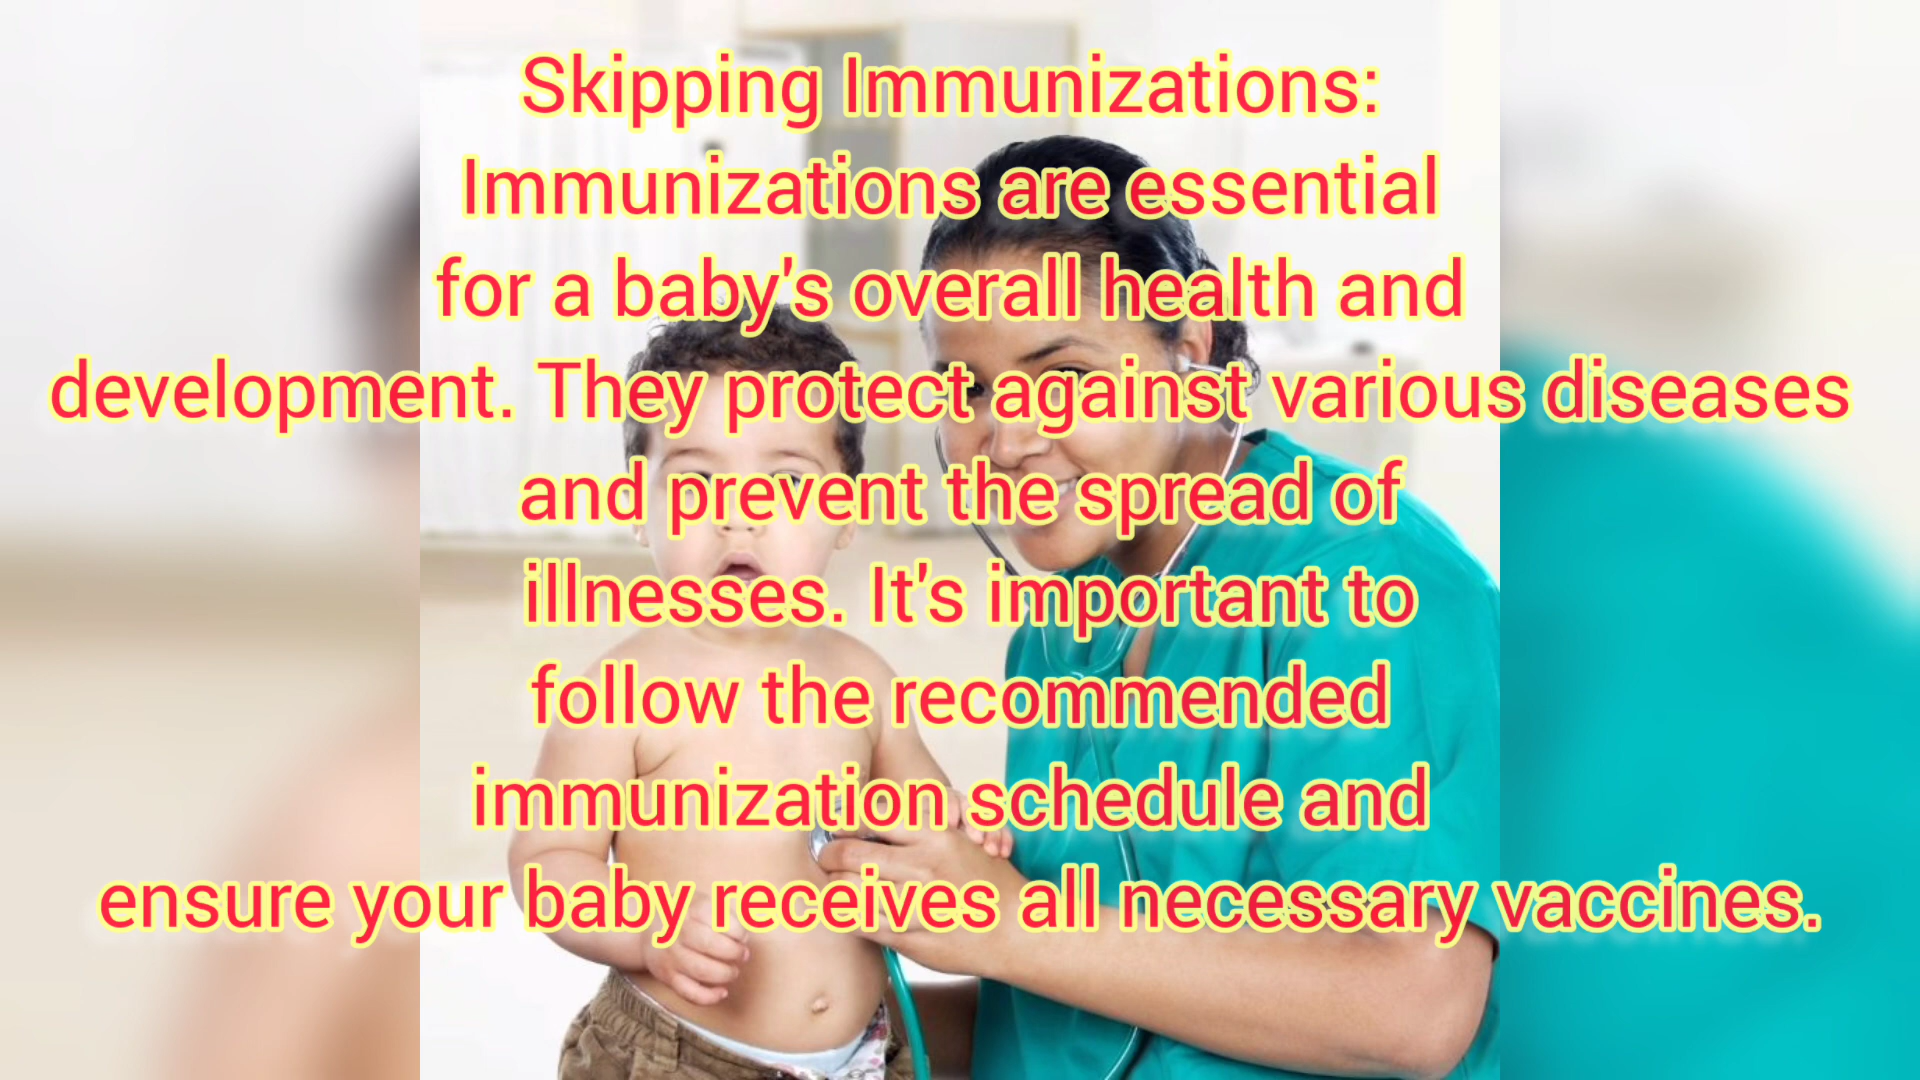 Skipping Immunizations:
Immunizations are essential
for a baby's overall health and
development. They protect against various diseases
and prevent the spread of
illnesses. It's important to
follow the recommended
immunization schedule and
ensure your baby receives all necessary vaccines.